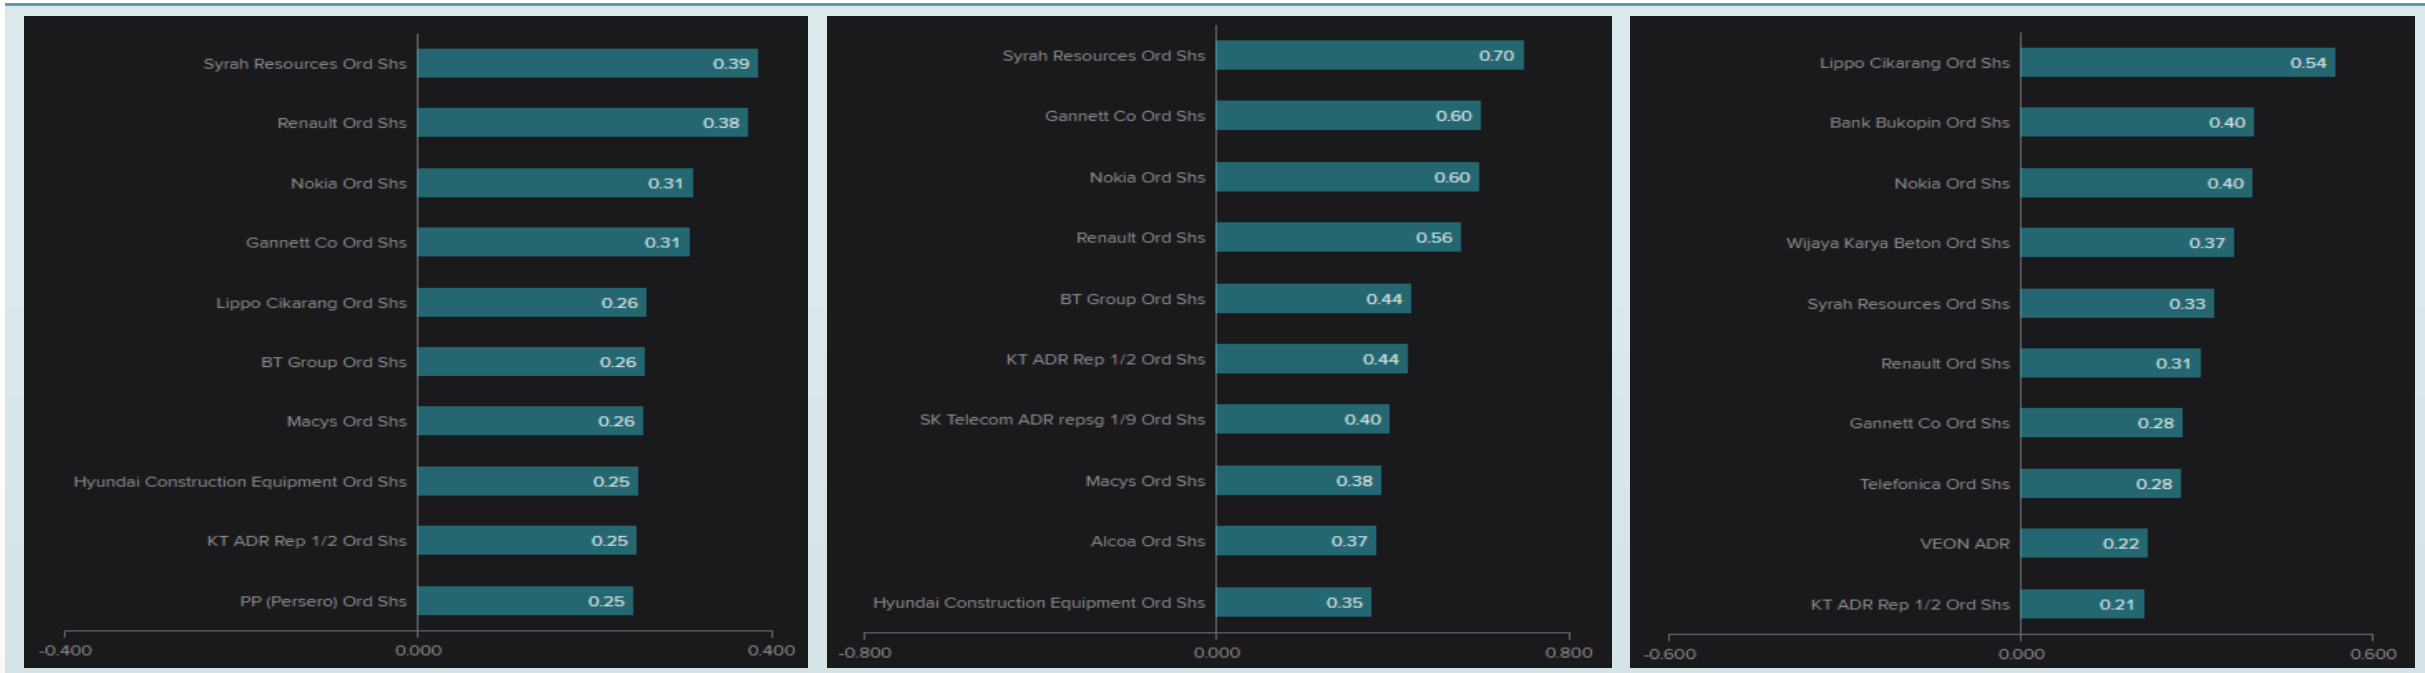 Syrah Resources Ord Shs 0.39
Renault Ord Shs 0.38
Nokia Ord Shs 0.31
Gannett Co Ord Shs 0.31
Lippo Cikarang Ord Shs 0.26
BT Group Ord Shs 0.26
Macys Ord Shs 0.26
Hyundai Construction Equipment Ord Shs 0.25
KT ADR Rep 1/2 Ord Shs 0.25
PP (Persero) Ord Shs 0.25
-0.400 0.000 0.400
Syrah Resources Ord Shs 0.70
Gannett Co Ord Shs 0.60
Nokia Ord Shs 0.60
Renault Ord Shs 0.56
BT Group Ord Shs 0.44
KT ADR Rep 1/2 Ord Shs 0.44
SK Telecom ADR repsg 1/9 Ord Shs 0.40
Macys Ord Shs 0.38
Alcoa Ord Shs 0.37
Hyundai Construction Equipment Ord Shs 0.35
-0.800 0.000 0.800
Lippo Cikarang Ord Shs 0.54
Bank Bukopin Ord Shs 0.40
Nokia Ord Shs 0.40
Wijaya Karya Beton Ord Shs 0.37
Syrah Resources Ord Shs 0.33
Renault Ord Shs 0.31
Gannett Co Ord Shs 0.28
Telefonica Ord Shs 0.28
VEON ADR 0.22
KT ADR Rep 1/2 Ord Shs 0.21
-0.600 0.000 0.600